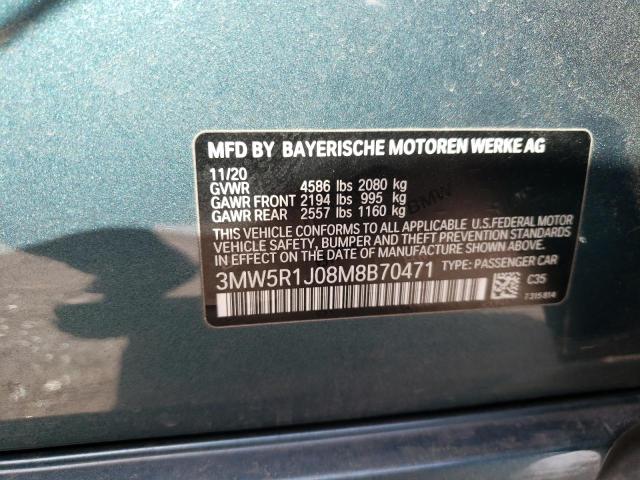 MFD BY BAYERISCHE MOTOREN WERKE AG
11/20
GVWR 4586 lbs 2080 kg
GAWR FRONT 2194 lbs 995 kg
GAWR REAR 2557 lbs 1160 kg
BMW
THIS VEHICLE CONFORMS TO ALL APPLICABLE U.S.FEDERAL MOTOR
VEHICLE SAFETY, BUMPER AND THEFT PREVENTION STANDARDS
IN EFFECT ON THE DATE OF MANUFACTURE SHOWN ABOVE.
3MW5R1J08M8B70471 TYPE: PASSENGER CAR
C35
7315814